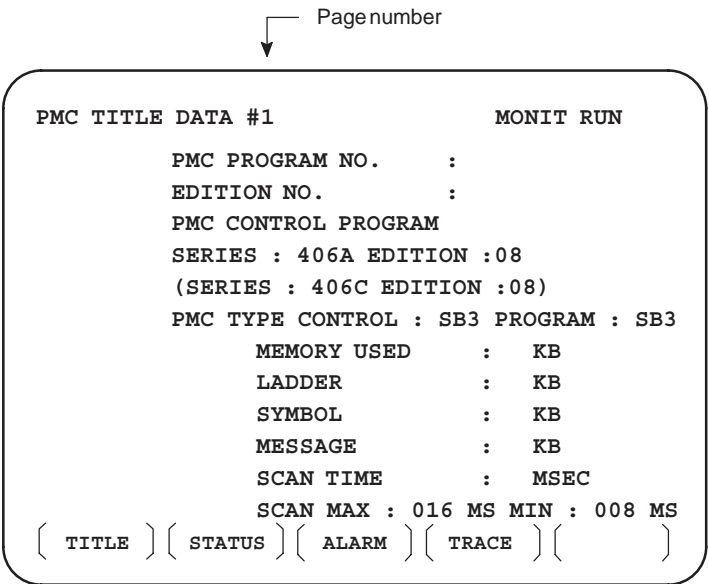 Page number
PMC TITLE DATA #1 MONIT RUN
PMC PROGRAM NO. :
EDITION NO. :
PMC CONTROL PROGRAM
SERIES : 406A EDITION :08
(SERIES : 406C EDITION :08)
PMC TYPE CONTROL : SB3 PROGRAM : SB3
MEMORY USED : KB
LADDER : KB
SYMBOL : KB
MESSAGE : KB
SCAN TIME : MSEC
SCAN MAX : 016 MS MIN : 008 MS
TITLE STATUS ALARM TRACE